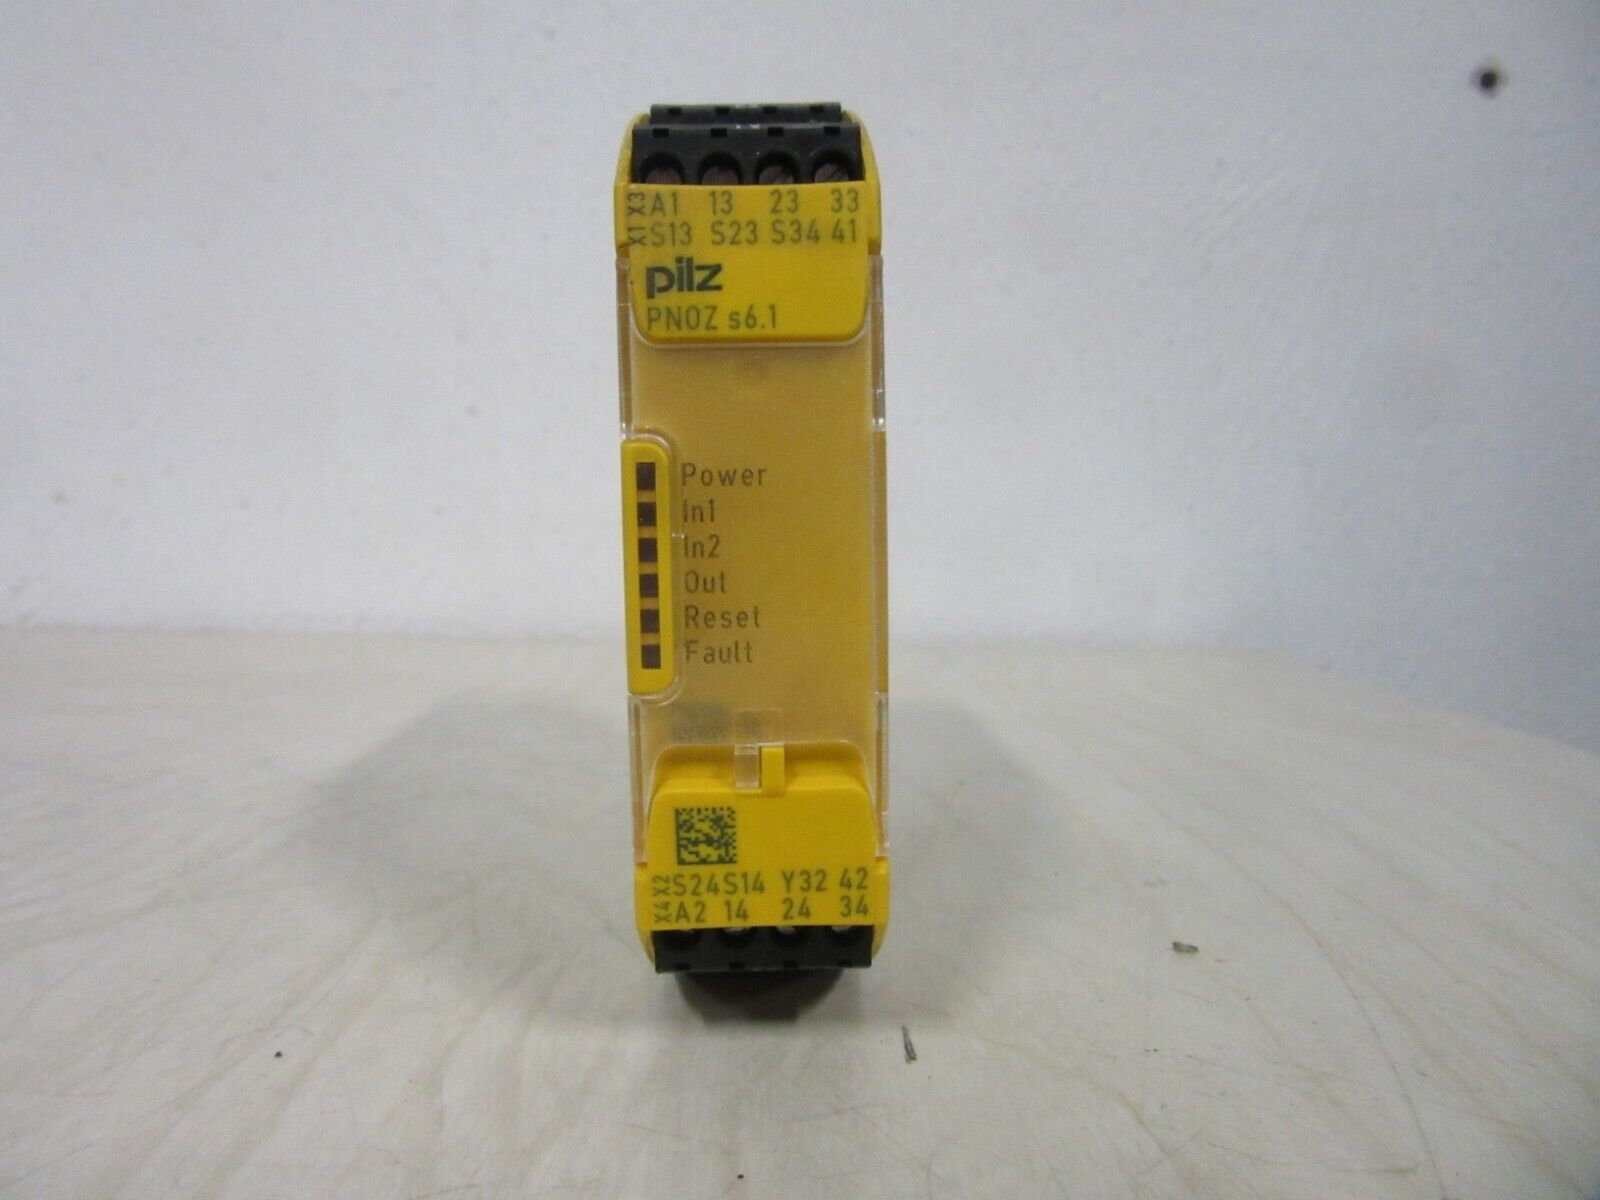 X3 A1 13 23 33
X1 S13 S23 S34 41
pilz
PNOZ s6.1
Power
In1
In2
Out
Reset
Fault
X2 S24 S14 Y32 42
X4 A2 14 24 34